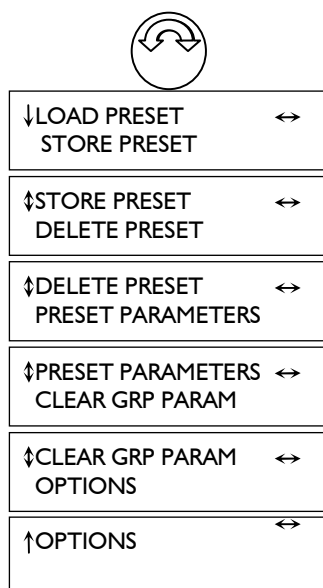 ↓LOAD PRESET ↔
STORE PRESET
↕STORE PRESET ↔
DELETE PRESET
↕DELETE PRESET ↔
PRESET PARAMETERS
↕PRESET PARAMETERS ↔
CLEAR GRP PARAM
↕CLEAR GRP PARAM ↔
OPTIONS
↑OPTIONS ↔